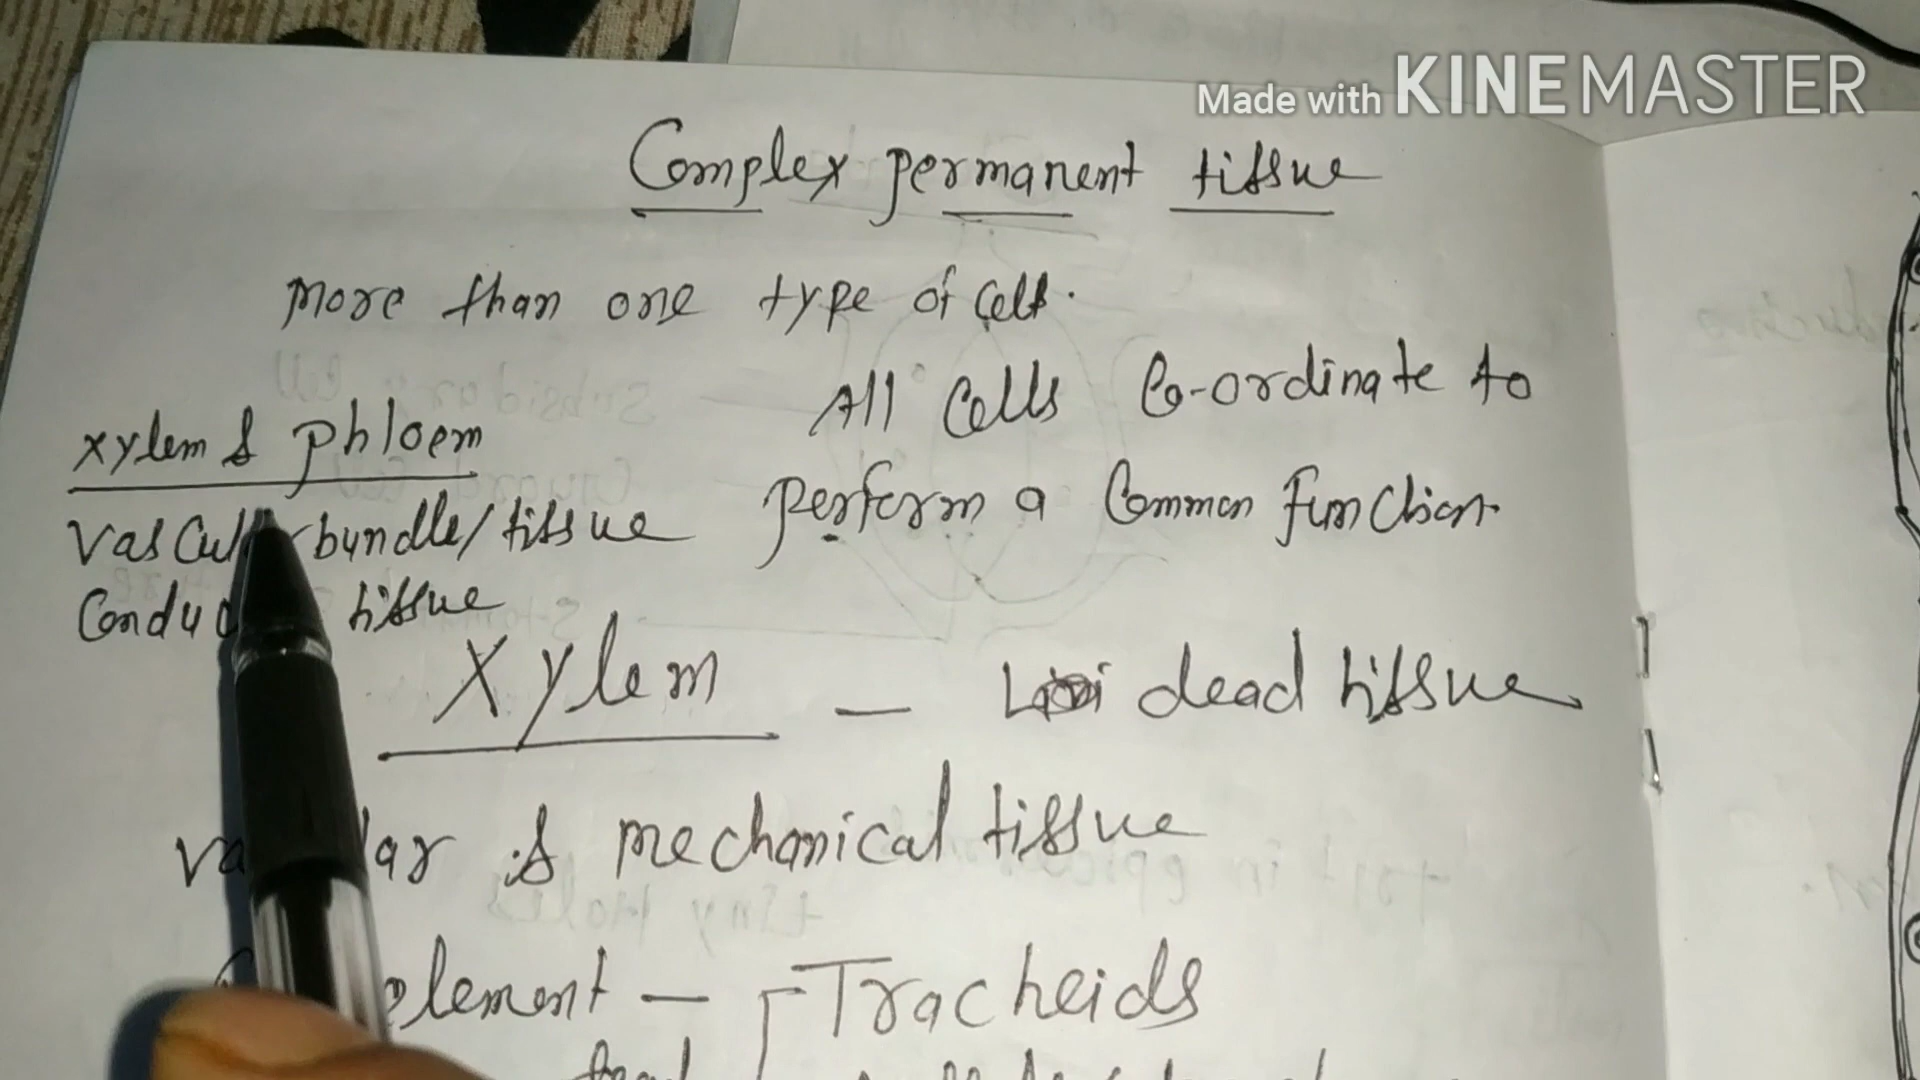 Made with KINEMASTER
Complex permanent tissue
More than one type of cell.
All Cells Co-ordinate to
perform a Common function.
xylem & phloem
bundle/tissue
tissue
Xylem — dead tissue
& mechanical tissue
element — Tracheids